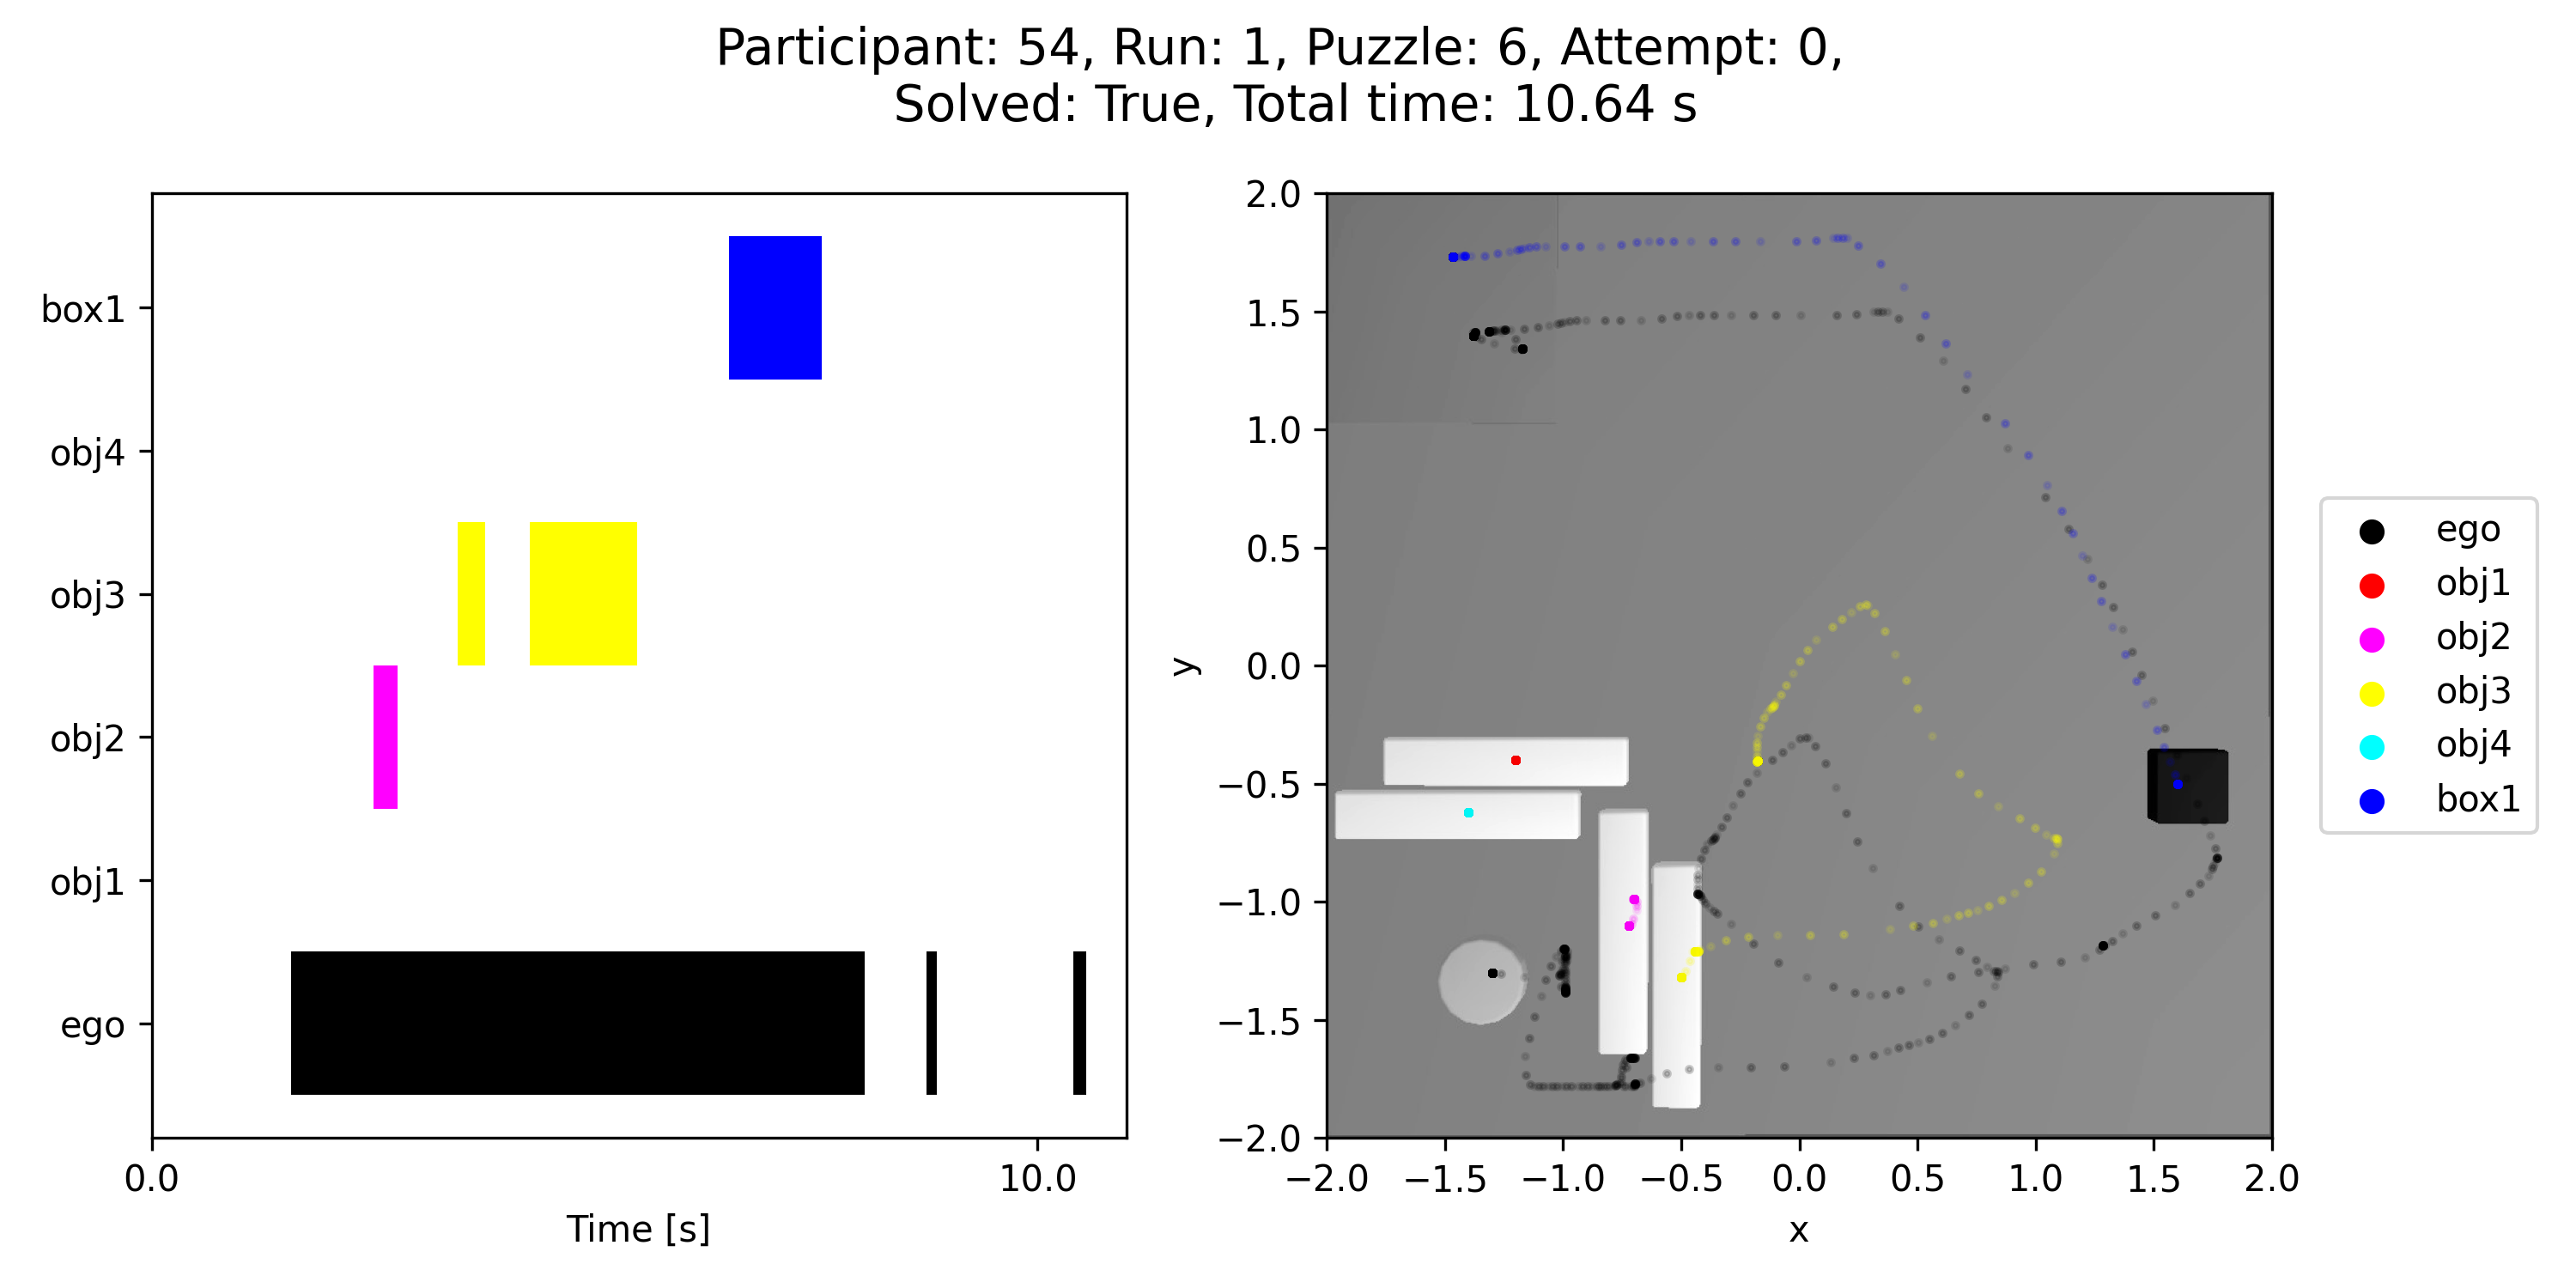 Participant: 54, Run: 1, Puzzle: 6, Attempt: 0,
Solved: True, Total time: 10.64 s
box1
obj4
obj3
obj2
obj1
ego
0.0
10.0
Time [s]
2.0
1.5
1.0
0.5
0.0
−0.5
−1.0
−1.5
−2.0
y
−2.0
−1.5
−1.0
−0.5
0.0
0.5
1.0
1.5
2.0
x
ego
obj1
obj2
obj3
obj4
box1